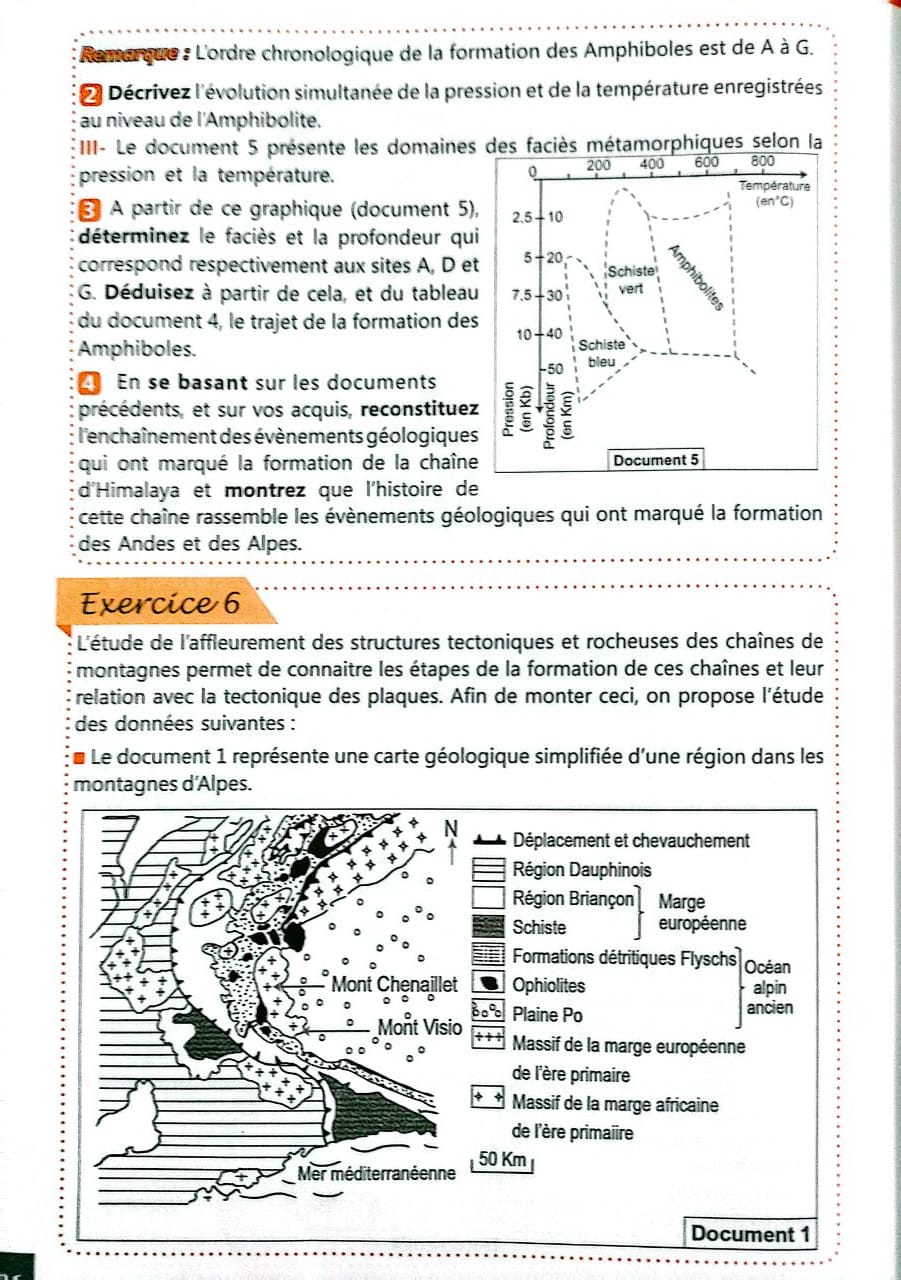 Remarque : L'ordre chronologique de la formation des Amphiboles est de A à G.
2 Décrivez l'évolution simultanée de la pression et de la température enregistrées
au niveau de l'Amphibolite.
III- Le document 5 présente les domaines des faciès métamorphiques selon la
pression et la température.
3 A partir de ce graphique (document 5),
déterminez le faciès et la profondeur qui
correspond respectivement aux sites A, D et
G. Déduisez à partir de cela, et du tableau
du document 4, le trajet de la formation des
Amphiboles.
4 En se basant sur les documents
précédents, et sur vos acquis, reconstituez
l'enchaînement des évènements géologiques
qui ont marqué la formation de la chaîne
d'Himalaya et montrez que l'histoire de
cette chaîne rassemble les évènements géologiques qui ont marqué la formation
des Andes et des Alpes.
0 200 400 600 800
Température
(en°C)
2.5 10
5 20
7.5 30
10 40
50
Schiste
vert
Amphibolites
Schiste
bleu
Pression
(en Kb)
Profondeur
(en Km)
Document 5
Exercice 6
L'étude de l'affleurement des structures tectoniques et rocheuses des chaînes de
montagnes permet de connaitre les étapes de la formation de ces chaînes et leur
relation avec la tectonique des plaques. Afin de monter ceci, on propose l'étude
des données suivantes :
Le document 1 représente une carte géologique simplifiée d'une région dans les
montagnes d'Alpes.
N
Mont Chenaillet
Mont Visio
Mer méditerranéenne
Déplacement et chevauchement
Région Dauphinois
Région Briançon
Schiste
Marge
européenne
Formations détritiques Flyschs
Ophiolites
Plaine Po
Océan
alpin
ancien
Massif de la marge européenne
de l'ère primaire
Massif de la marge africaine
de l'ère primaiire
50 Km
Document 1